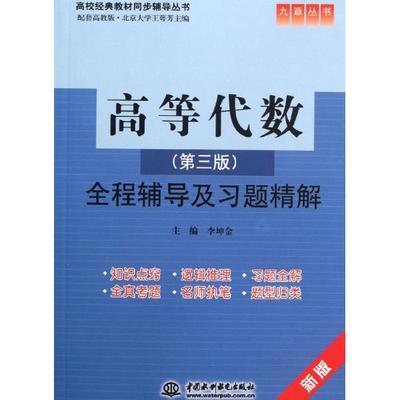 高校经典教材同步辅导丛书
配套高教版·北京大学王萼芳主编
九章丛书
高等代数
(第三版)
全程辅导及习题精解
主 编 李坤金
·知识点窍 ·逻辑推理 ·习题全解
·全真考题 ·名师执笔 ·题型归类
新版
中国水利水电出版社